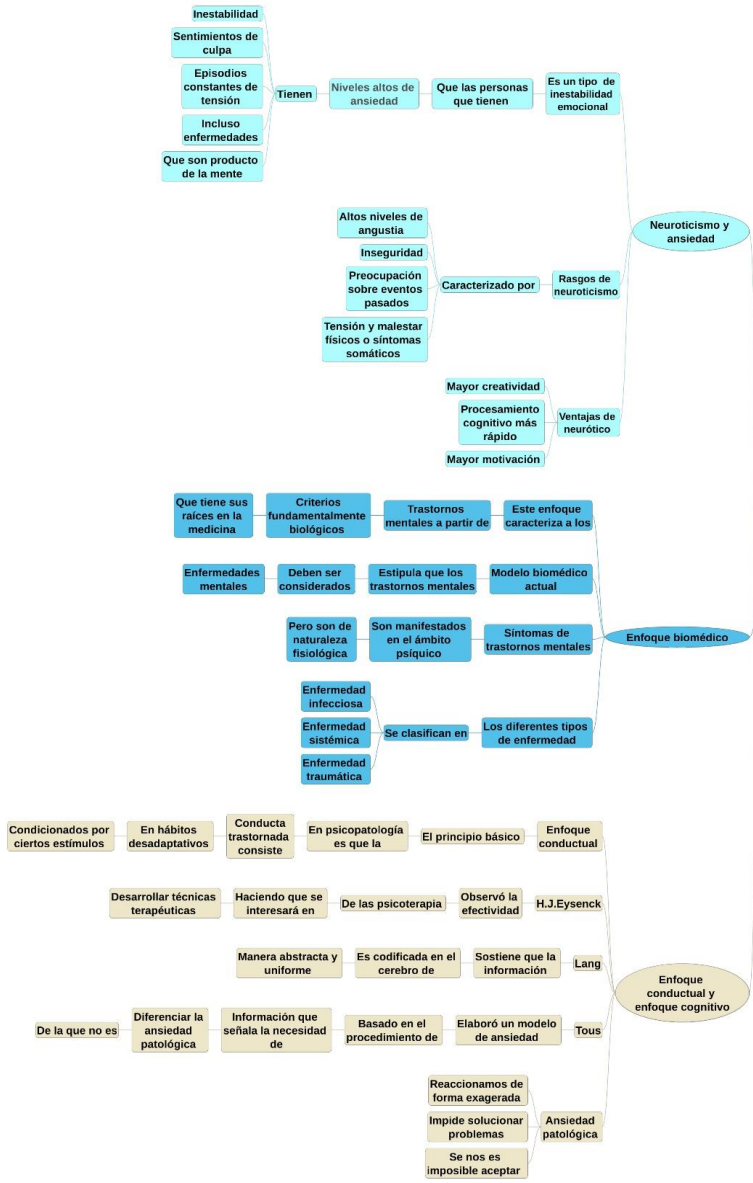 Neuroticismo y
ansiedad
Es un tipo de
inestabilidad
emocional
Que las personas
que tienen
Niveles altos de
ansiedad
Tienen
Inestabilidad
Sentimientos de
culpa
Episodios
constantes de
tensión
Incluso
enfermedades
Que son producto
de la mente
Rasgos de
neuroticismo
Caracterizado por
Altos niveles de
angustia
Inseguridad
Preocupación
sobre eventos
pasados
Tensión y malestar
físicos o síntomas
somáticos
Ventajas de
neurótico
Mayor creatividad
Procesamiento
cognitivo más
rápido
Mayor motivación
Enfoque biomédico
Este enfoque
caracteriza a los
Trastornos
mentales a partir de
Criterios
fundamentalmente
biológicos
Que tiene sus
raíces en la
medicina
Modelo biomédico
actual
Estipula que los
trastornos mentales
Deben ser
considerados
Enfermedades
mentales
Síntomas de
trastornos mentales
Son manifestados
en el ámbito
psíquico
Pero son de
naturaleza
fisiológica
Los diferentes tipos
de enfermedad
Se clasifican en
Enfermedad
infecciosa
Enfermedad
sistémica
Enfermedad
traumática
Enfoque
conductual y
enfoque cognitivo
Enfoque
conductual
El principio básico
En psicopatología
es que la
Conducta
trastornada
consiste
En hábitos
desadaptativos
Condicionados por
ciertos estímulos
H.J.Eysenck
Observó la
efectividad
De las psicoterapia
Haciendo que se
interesará en
Desarrollar técnicas
terapéuticas
Lang
Sostiene que la
información
Es codificada en el
cerebro de
Manera abstracta y
uniforme
Tous
Elaboró un modelo
de ansiedad
Basado en el
procedimiento de
Información que
señala la necesidad
de
Diferenciar la
ansiedad
patológica
De la que no es
Ansiedad
patológica
Reaccionamos de
forma exagerada
Impide solucionar
problemas
Se nos es
imposible aceptar